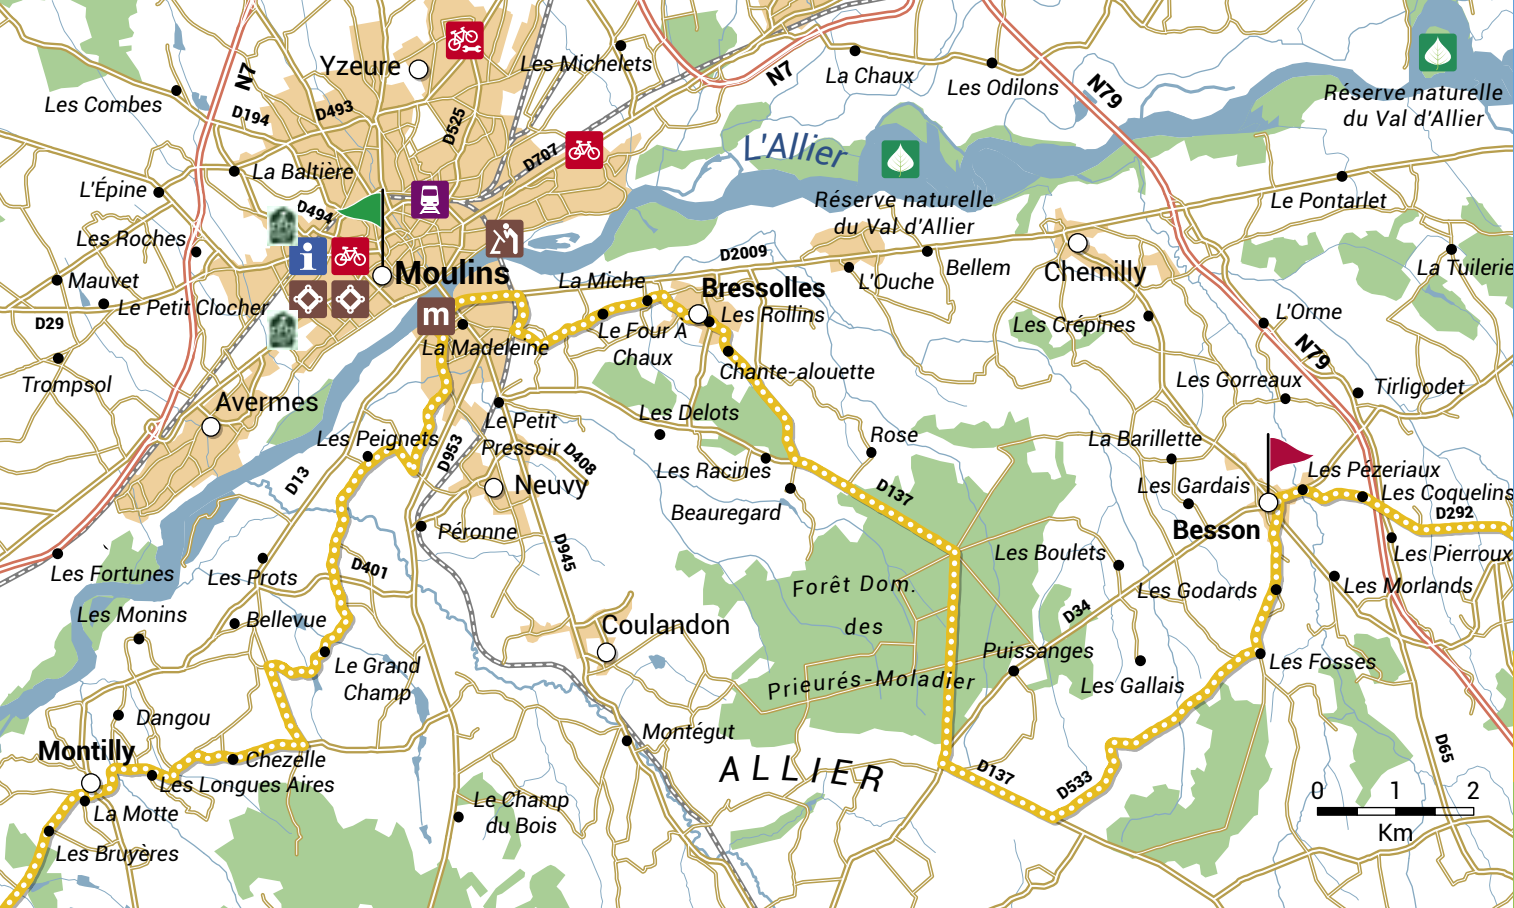 Yzeure
Les Michelets
La Chaux
Les Odilons
N7
N7
N79
Les Combes
D194
D493
D525
D707
L'Allier
Réserve naturelle
du Val d'Allier
La Baltière
L'Épine
D494
Réserve naturelle
du Val d'Allier
Le Pontarlet
Les Roches
i
Moulins
D2009
Bellem
Chemilly
La Tuilerie
Mauvet
Le Petit Clocher
La Miche
Bressolles
L'Ouche
D29
m
Les Rollins
Les Crépines
L'Orme
La Madeleine
Le Four À
Chaux
N79
Trompsol
Chante-alouette
Les Gorreaux
Tirligodet
Avermes
Le Petit
Pressoir
Les Delots
Les Peignets
D953
D408
Rose
La Barillette
D13
Les Racines
Les Pézeriaux
Neuvy
D137
Les Gardais
Les Coquelins
Beauregard
Besson
D292
Péronne
Les Boulets
Les Pierroux
Les Fortunes
Les Prots
D401
D945
Forêt Dom.
des
Prieurés-Moladier
Les Godards
Les Morlands
Les Monins
Bellevue
Coulandon
D34
Puissanges
Le Grand
Champ
Les Gallais
Les Fosses
Dangou
Montégut
Montilly
Chezelle
D65
ALLIER
D137
D533
Les Longues Aires
La Motte
Le Champ
du Bois
0 1 2
Km
Les Bruyères